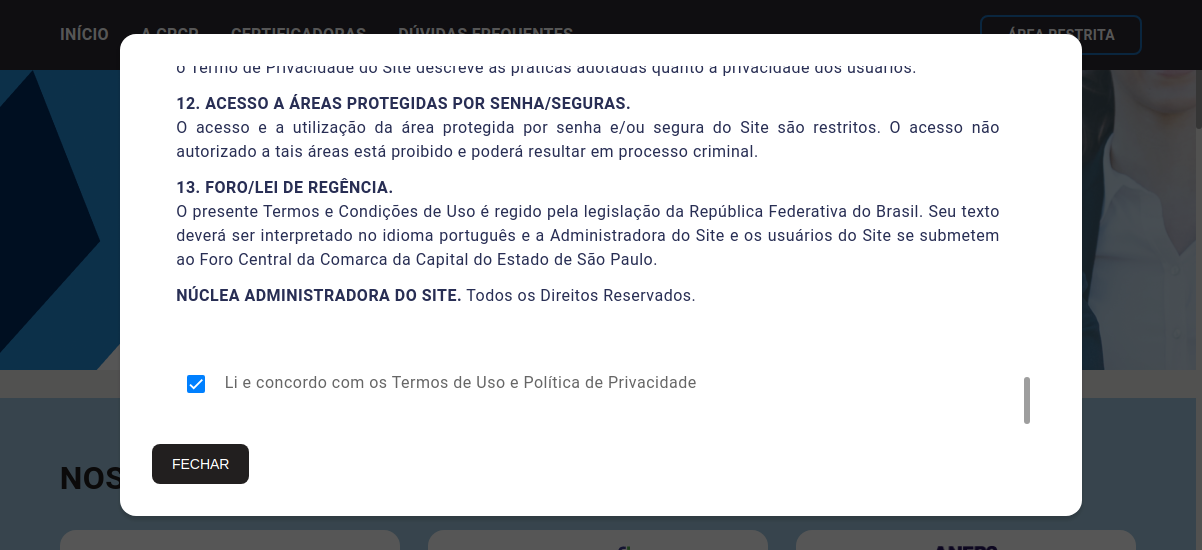 INÍCIO A CPCP CERTIFICADORAS DÚVIDAS FREQUENTES ÁREA RESTRITA
o Termo de Privacidade do Site descreve as práticas adotadas quanto à privacidade dos usuários.
12. ACESSO A ÁREAS PROTEGIDAS POR SENHA/SEGURAS.
O acesso e a utilização da área protegida por senha e/ou segura do Site são restritos. O acesso não
autorizado a tais áreas está proibido e poderá resultar em processo criminal.
13. FORO/LEI DE REGÊNCIA.
O presente Termos e Condições de Uso é regido pela legislação da República Federativa do Brasil. Seu texto
deverá ser interpretado no idioma português e a Administradora do Site e os usuários do Site se submetem
ao Foro Central da Comarca da Capital do Estado de São Paulo.
NÚCLEA ADMINISTRADORA DO SITE. Todos os Direitos Reservados.
Li e concordo com os Termos de Uso e Política de Privacidade
FECHAR
NOS